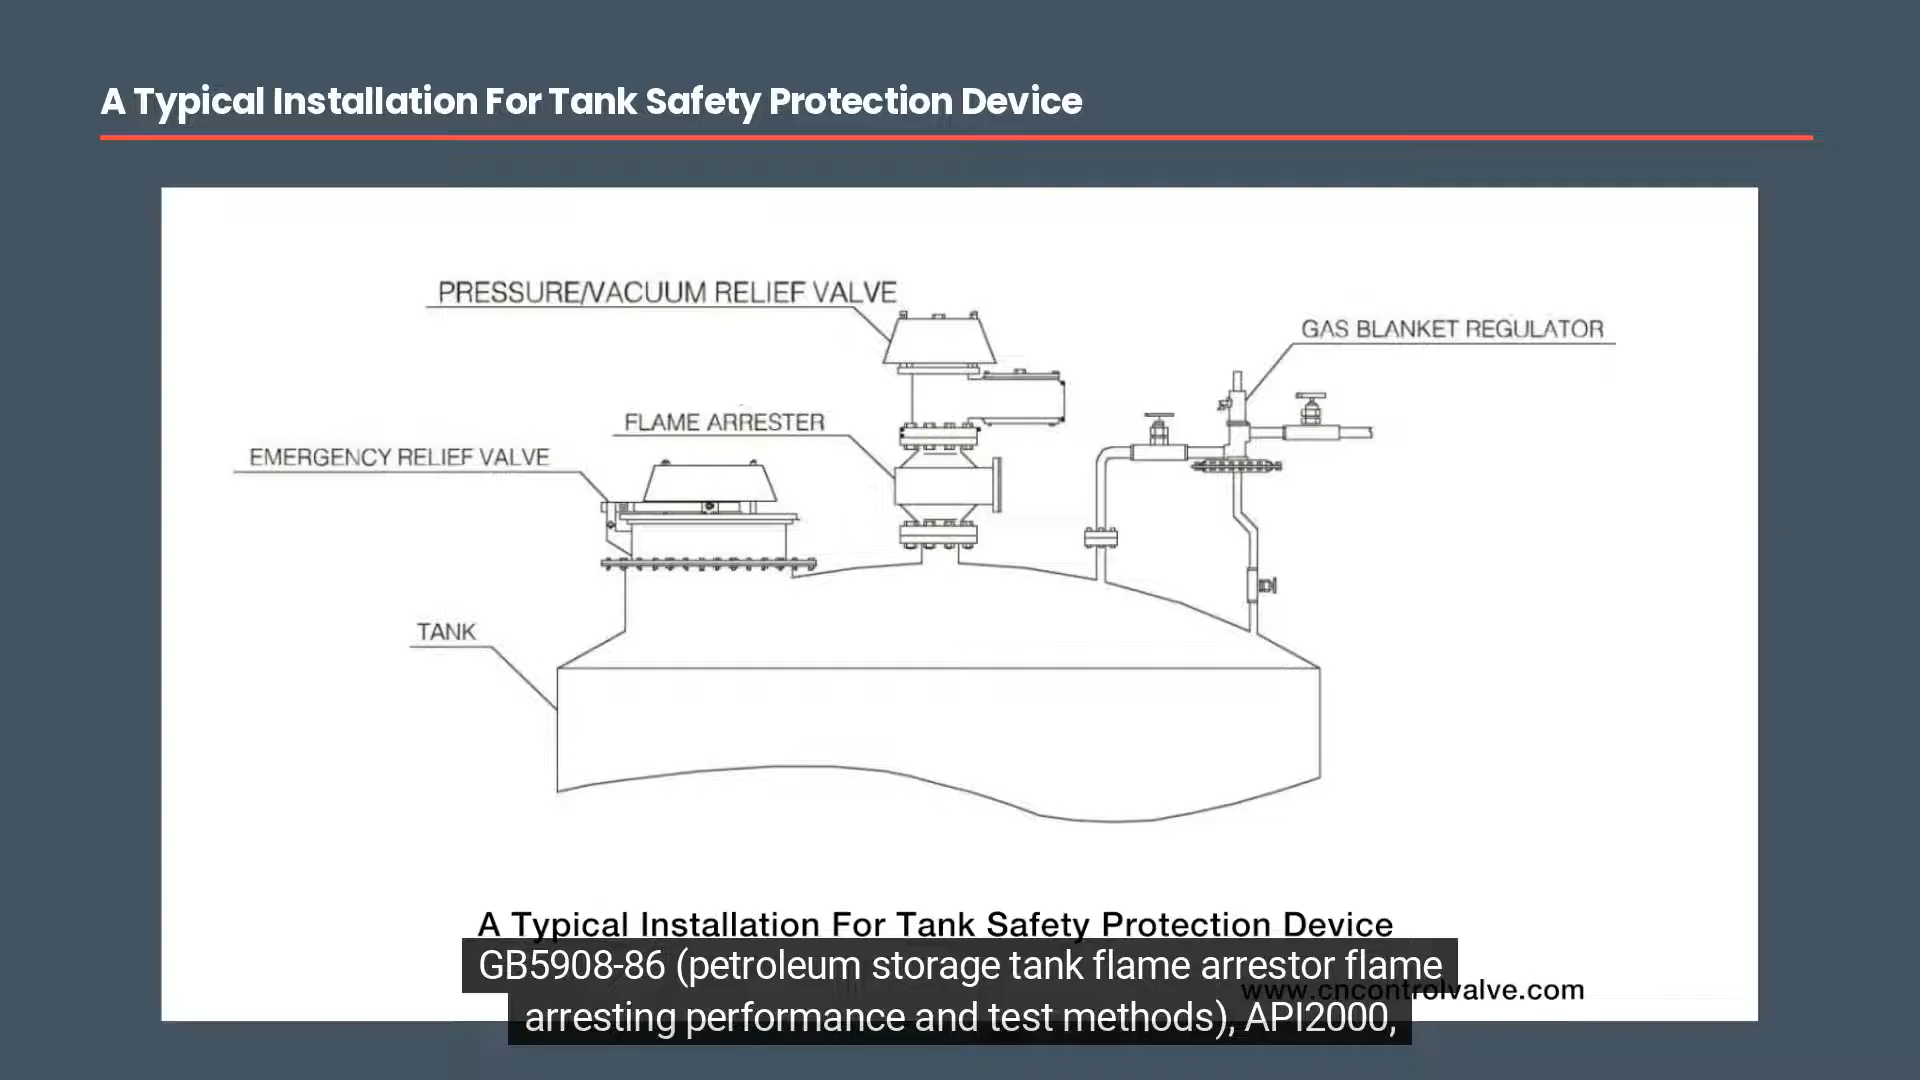 A Typical Installation For Tank Safety Protection Device
PRESSURE/VACUUM RELIEF VALVE
GAS BLANKET REGULATOR
FLAME ARRESTER
EMERGENCY RELIEF VALVE
TANK
A Typical Installation For Tank Safety Protection Device
GB5908-86 (petroleum storage tank flame arrestor flame
www.cncontrolvalve.com
arresting performance and test methods), API2000,